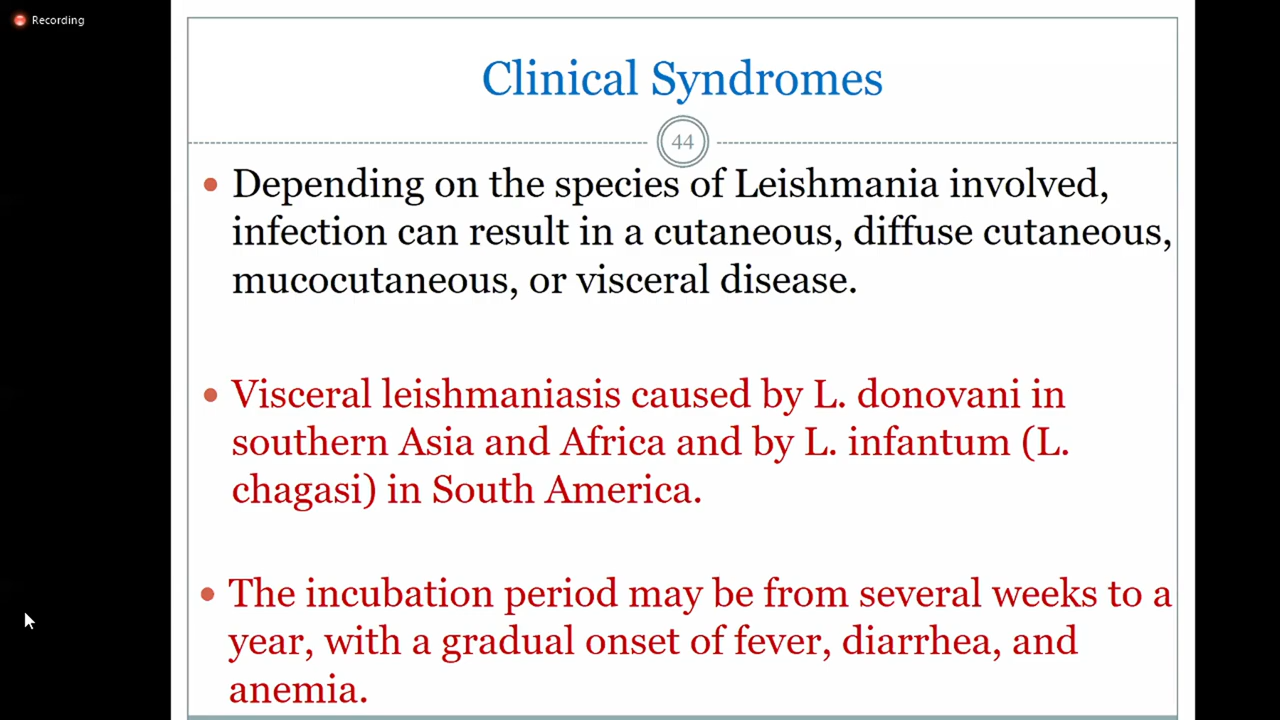 Recording
Clinical Syndromes
44
Depending on the species of Leishmania involved,
infection can result in a cutaneous, diffuse cutaneous,
mucocutaneous, or visceral disease.
Visceral leishmaniasis caused by L. donovani in
southern Asia and Africa and by L. infantum (L.
chagasi) in South America.
The incubation period may be from several weeks to a
year, with a gradual onset of fever, diarrhea, and
anemia.